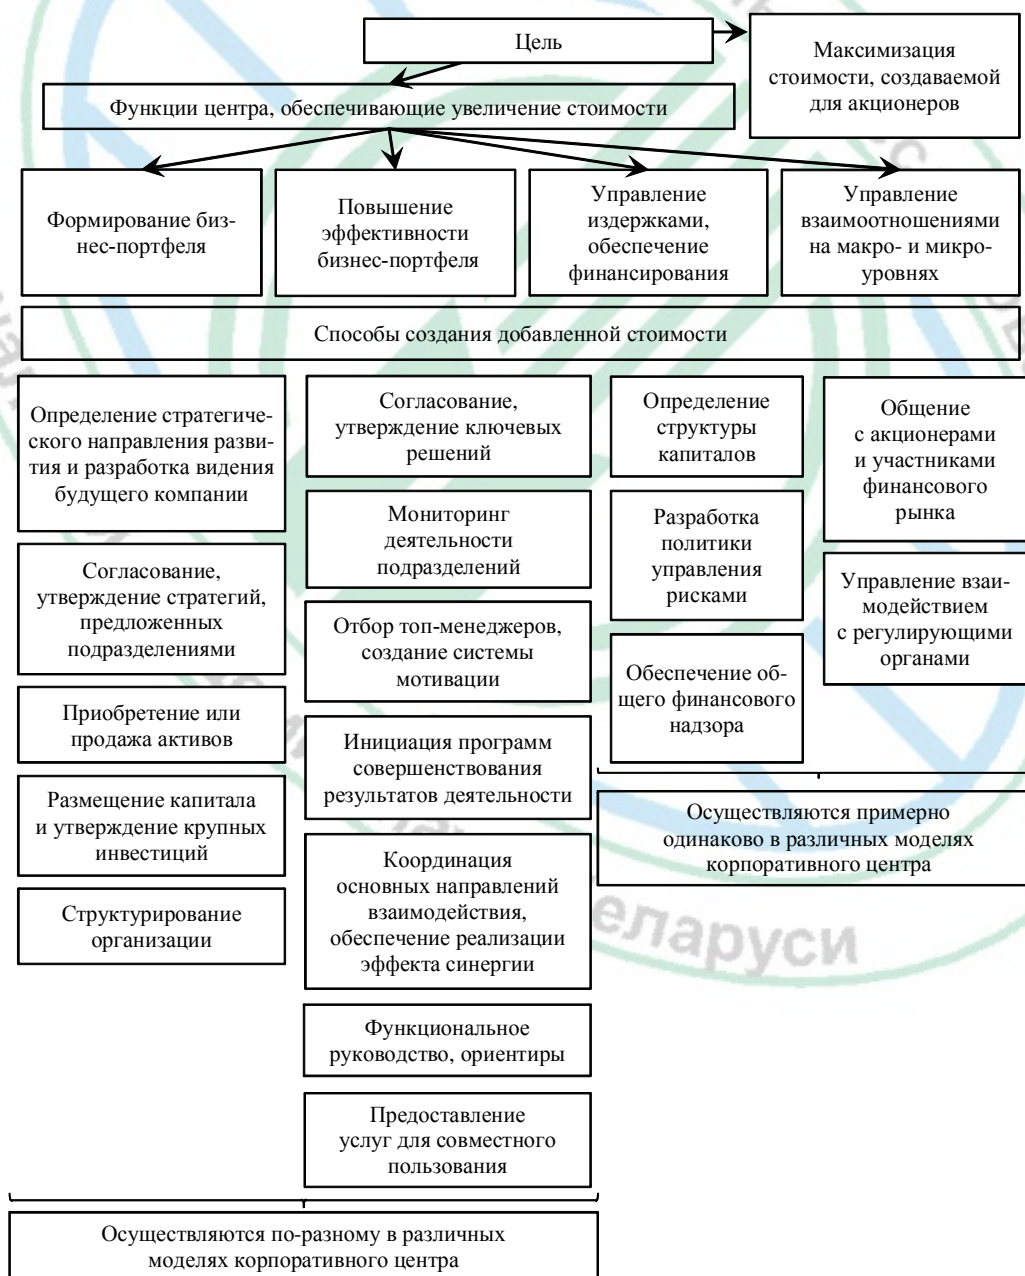 Цель
Максимизация
стоимости, создаваемой
для акционеров
Функции центра, обеспечивающие увеличение стоимости
Формирование биз-
нес-портфеля
Повышение
эффективности
бизнес-портфеля
Управление
издержками,
обеспечение
финансирования
Управление
взаимоотношениями
на макро- и микро-
уровнях
Способы создания добавленной стоимости
Определение стратегиче-
ского направления разви-
тия и разработка видения
будущего компании
Согласование,
утверждение стратегий,
предложенных
подразделениями
Приобретение или
продажа активов
Размещение капитала
и утверждение крупных
инвестиций
Структурирование
организации
Согласование,
утверждение ключевых
решений
Мониторинг
деятельности
подразделений
Отбор топ-менеджеров,
создание системы
мотивации
Инициация программ
совершенствования
результатов деятельности
Координация
основных направлений
взаимодействия,
обеспечение реализации
эффекта синергии
Функциональное
руководство, ориентиры
Предоставление
услуг для совместного
пользования
Определение
структуры
капиталов
Разработка
политики
управления
рисками
Обеспечение об-
щего финансового
надзора
Общение
с акционерами
и участниками
финансового
рынка
Управление взаи-
модействием
с регулирующими
органами
Осуществляются примерно
одинаково в различных моделях
корпоративного центра
Осуществляются по-разному в различных
моделях корпоративного центра